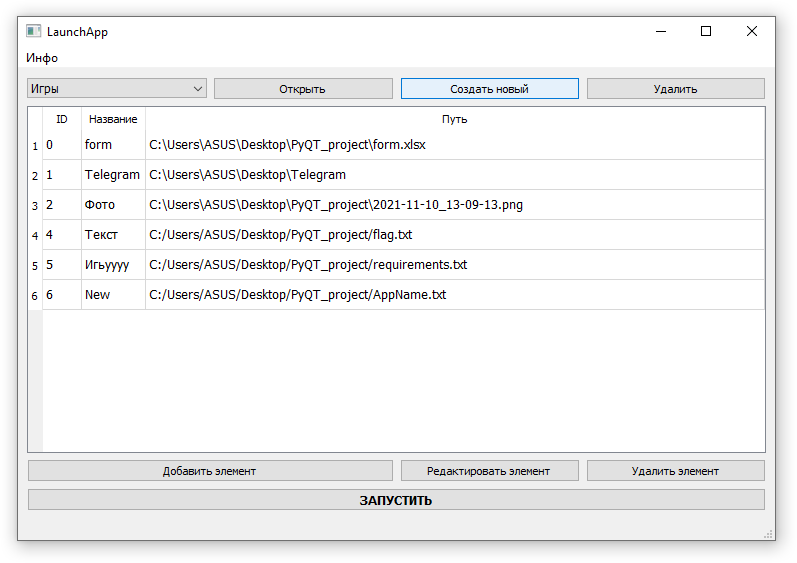 LaunchApp
Инфо
Игры Открыть Создать новый Удалить
ID Название Путь
1 0 form C:\Users\ASUS\Desktop\PyQT_project\form.xlsx
2 1 Telegram C:\Users\ASUS\Desktop\Telegram
3 2 Фото C:\Users\ASUS\Desktop\PyQT_project\2021-11-10_13-09-13.png
4 4 Текст C:/Users/ASUS/Desktop/PyQT_project/flag.txt
5 5 Игьуууу C:/Users/ASUS/Desktop/PyQT_project/requirements.txt
6 6 New C:/Users/ASUS/Desktop/PyQT_project/AppName.txt
Добавить элемент Редактировать элемент Удалить элемент
ЗАПУСТИТЬ